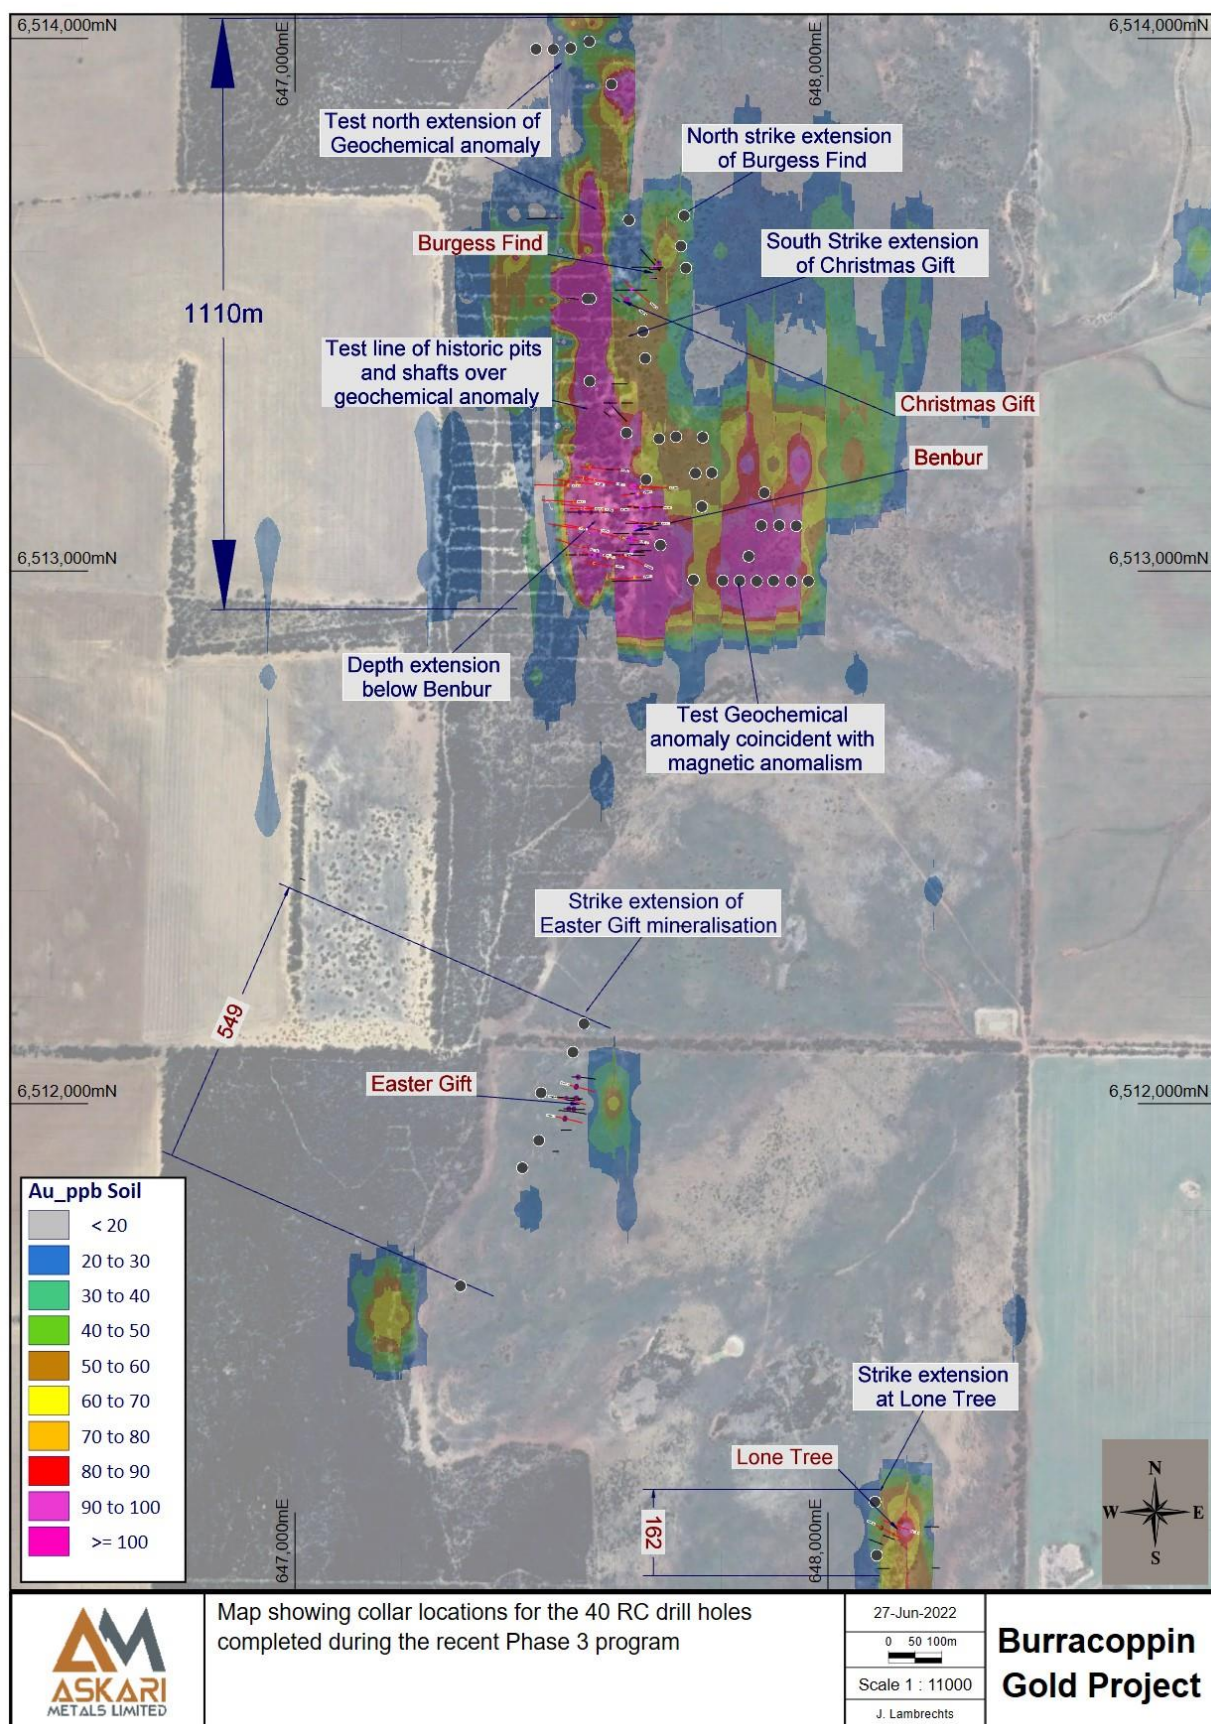 6,514,000mN
647,000mE
648,000mE
6,514,000mN
Test north extension of
Geochemical anomaly
North strike extension
of Burgess Find
Burgess Find
South Strike extension
of Christmas Gift
1110m
Test line of historic pits
and shafts over
geochemical anomaly
Christmas Gift
Benbur
6,513,000mN
6,513,000mN
Depth extension
below Benbur
Test Geochemical
anomaly coincident with
magnetic anomalism
Strike extension of
Easter Gift mineralisation
549
Easter Gift
6,512,000mN
6,512,000mN
Au_ppb Soil
< 20
20 to 30
30 to 40
40 to 50
50 to 60
60 to 70
70 to 80
80 to 90
90 to 100
>= 100
Strike extension
at Lone Tree
Lone Tree
162
647,000mE
648,000mE
N
W
E
S
AM
ASKARI
METALS LIMITED
Map showing collar locations for the 40 RC drill holes
completed during the recent Phase 3 program
27-Jun-2022
0 50 100m
Scale 1 : 11000
J. Lambrechts
Burracoppin
Gold Project